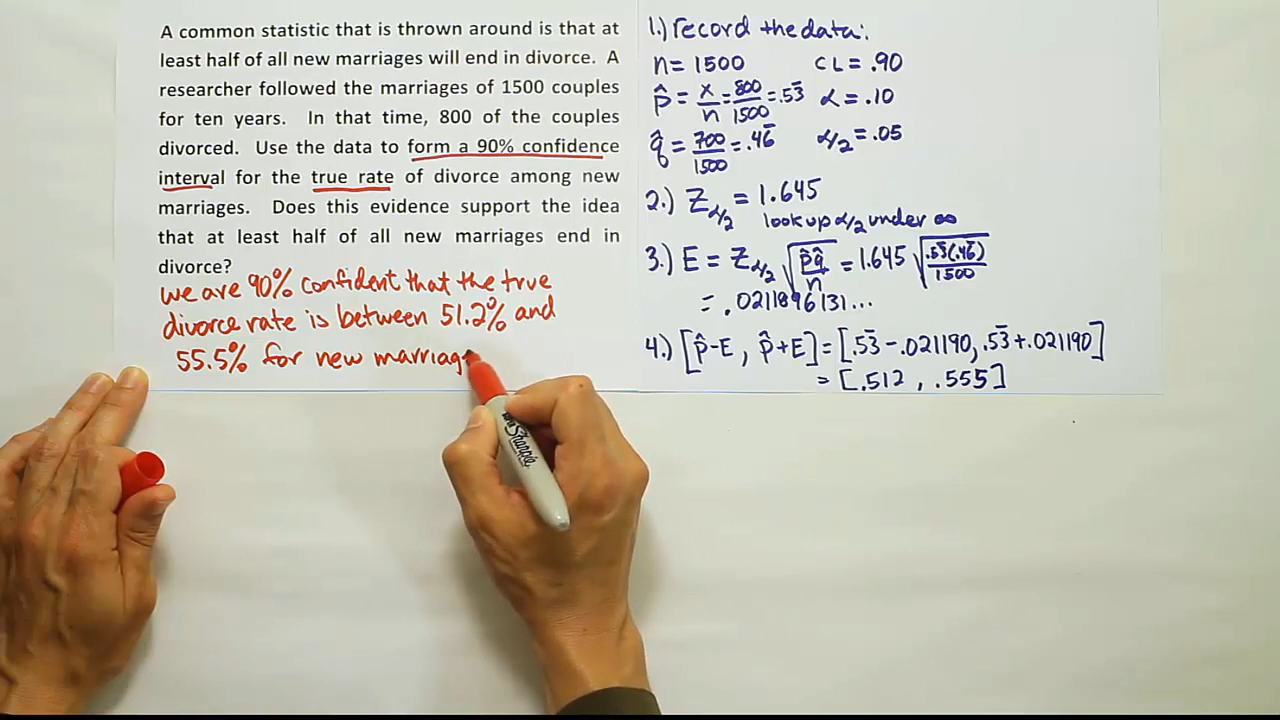 A common statistic that is thrown around is that at
least half of all new marriages will end in divorce. A
researcher followed the marriages of 1500 couples
for ten years. In that time, 800 of the couples
divorced. Use the data to form a 90% confidence
interval for the true rate of divorce among new
marriages. Does this evidence support the idea
that at least half of all new marriages end in
divorce?
we are 90% confident that the true
divorce rate is between 51.2% and
55.5% for new marriag
1.) record the data:
n = 1500 CL = .90
p̂ = x/n = 800/1500 = .53̅ α = .10
q̂ = 700/1500 = .46̅ α/2 = .05
2.) Z α/2 = 1.645
look up α/2 under ∞
3.) E = Z α/2 √(p̂q̂/n) = 1.645 √(.53̅(.46̅)/1500)
= .0211896131...
4.) [p̂-E, p̂+E] = [.53̅ - .021190, .53̅ + .021190]
= [.512, .555]
Sharpie